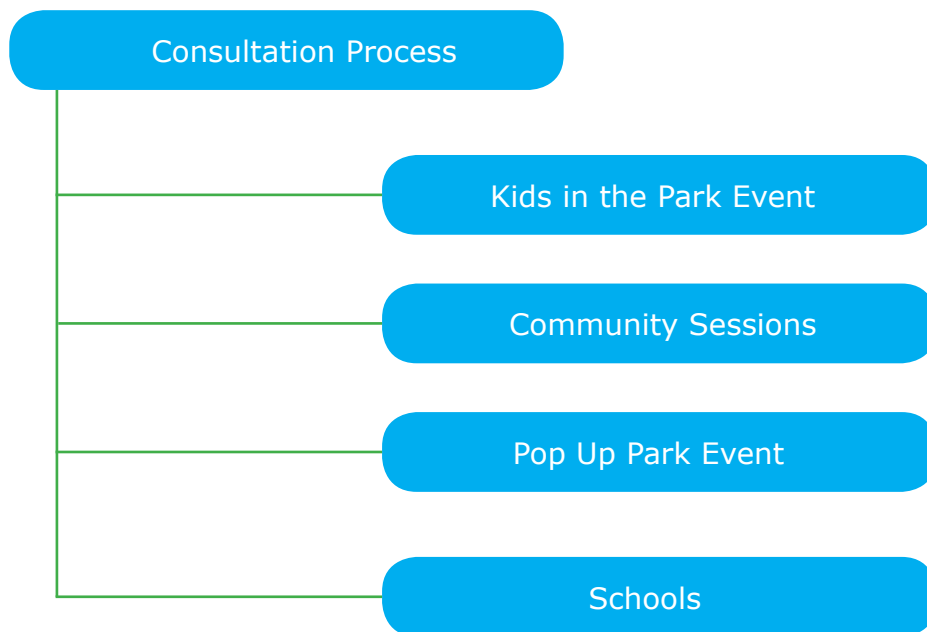 Consultation Process
Kids in the Park Event
Community Sessions
Pop Up Park Event
Schools